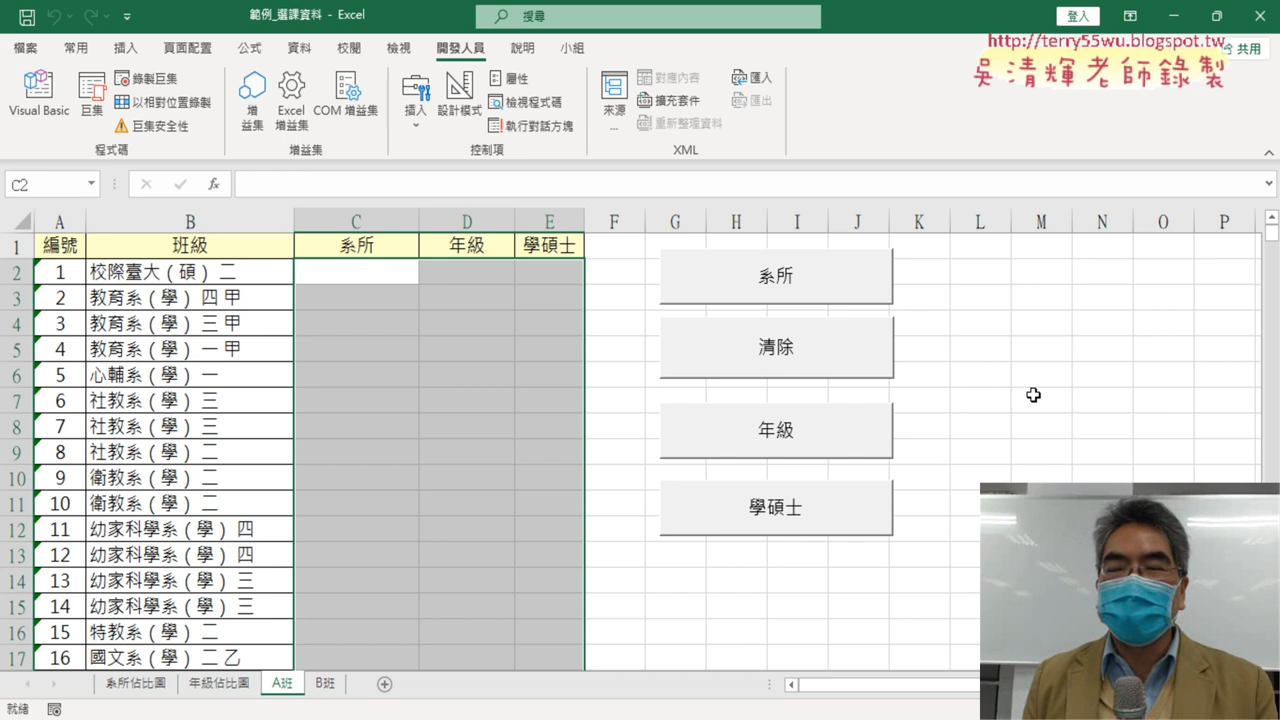 範例_選課資料 - Excel
搜尋
登入
檔案 常用 插入 頁面配置 公式 資料 校閱 檢視 開發人員 說明 小組
共用
http://terry55wu.blogspot.tw
吳清輝老師錄製
Visual Basic
巨集
錄製巨集
以相對位置錄製
巨集安全性
程式碼
增益集
Excel 增益集
COM 增益集
增益集
插入
設計模式
屬性
檢視程式碼
執行對話方塊
控制項
來源
...
對應內容
擴充套件
重新整理資料
匯入
匯出
XML
C2
fx
A B C D E F G H I J K L M N O P
1 編號 班級 系所 年級 學碩士
2 1 校際臺大（碩）二
3 2 教育系（學）四 甲
4 3 教育系（學）三 甲
5 4 教育系（學）一 甲
6 5 心輔系（學）一
7 6 社教系（學）三
8 7 社教系（學）三
9 8 社教系（學）二
10 9 衛教系（學）二
11 10 衛教系（學）二
12 11 幼家科學系（學）四
13 12 幼家科學系（學）四
14 13 幼家科學系（學）三
15 14 幼家科學系（學）三
16 15 特教系（學）二
17 16 國文系（學）二 乙
系所
清除
年級
學碩士
系所佔比圖 年級佔比圖 A班 B班
就緒